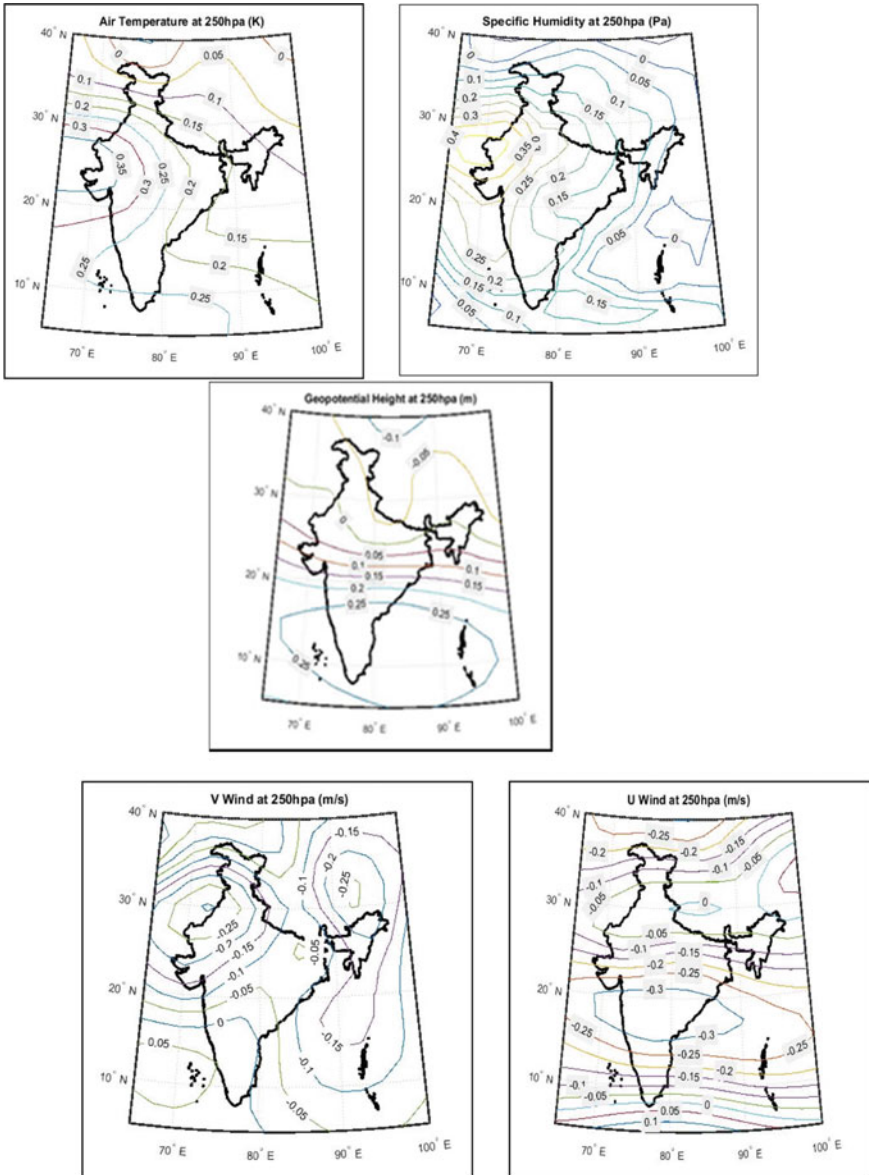 Air Temperature at 250hpa (K)
40° N
30° N
20° N
10° N
70° E
80° E
90° E
100° E
0
0.05
0
0.1
0.1
0.2
0.15
0.3
0.35
0.3
0.25
0.2
0.15
0.2
0.25
0.25
Specific Humidity at 250hpa (Pa)
40° N
30° N
20° N
10° N
70° E
80° E
90° E
100° E
0
0
0.05
0.1
0.1
0.2
0.15
0.3
0.4
0.35
0.25
0.2
0.15
0.05
0
0.25
0.2
0.15
0.15
0.05
0.1
Geopotential Height at 250hpa (m)
40° N
30° N
20° N
10° N
70° E
80° E
90° E
100° E
-0.1
-0.05
0
0.05
0.1
0.1
0.15
0.15
0.2
0.25
0.25
0.25
V Wind at 250hpa (m/s)
40° N
30° N
20° N
10° N
70° E
80° E
90° E
100° E
-0.15
-0.2
-0.1
-0.25
-0.25
-0.2
-0.15
-0.05
-0.1
-0.05
0
0.05
-0.15
-0.1
-0.05
U Wind at 250hpa (m/s)
40° N
30° N
20° N
10° N
70° E
80° E
90° E
100° E
-0.25
-0.15
-0.2
-0.2
-0.05
-0.1
-0.1
-0.05
0
-0.05
-0.1
-0.15
-0.2
-0.25
-0.3
-0.3
-0.25
-0.25
-0.25
-0.2
-0.15
-0.1
-0.05
0
0.05
0.1